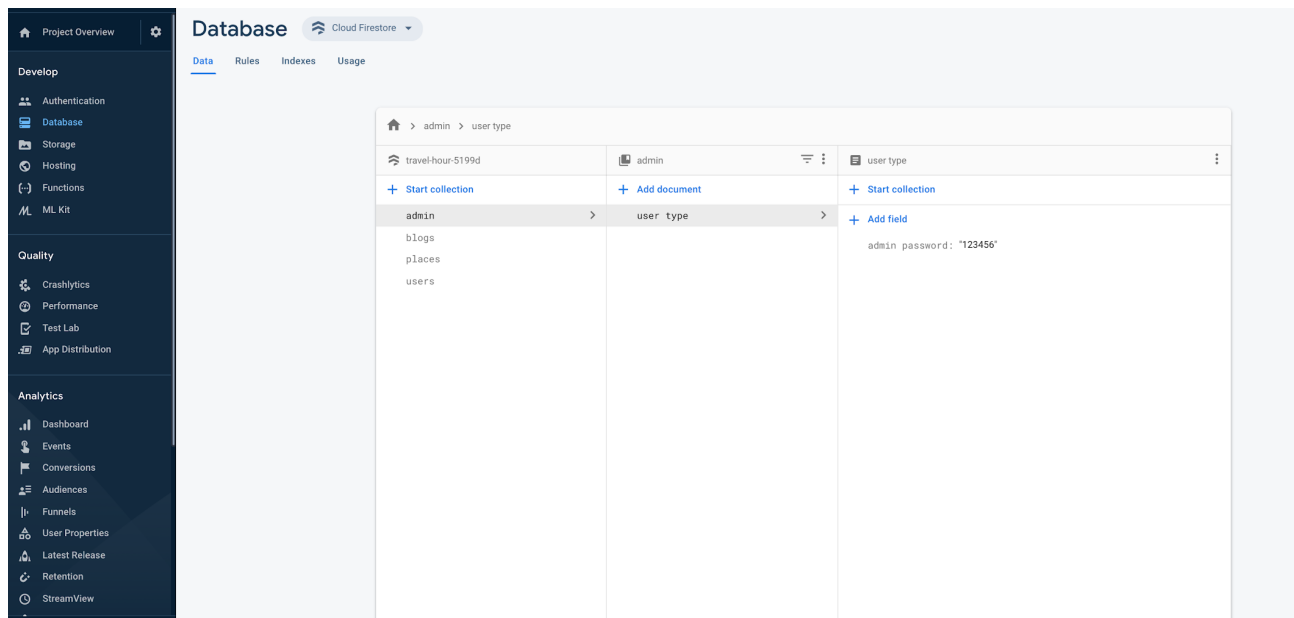 Project Overview
Develop
Authentication
Database
Storage
Hosting
Functions
ML Kit
Quality
Crashlytics
Performance
Test Lab
App Distribution
Analytics
Dashboard
Events
Conversions
Audiences
Funnels
User Properties
Latest Release
Retention
StreamView
Database Cloud Firestore
Data Rules Indexes Usage
admin > user type
travel-hour-5199d
Start collection
admin
blogs
places
users
admin
Add document
user type
user type
Start collection
Add field
admin password: "123456"